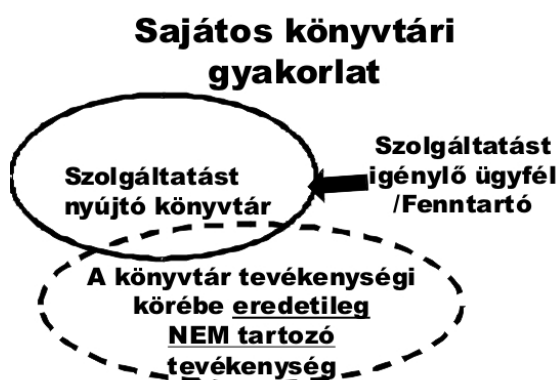 Sajátos könyvtári
gyakorlat
Szolgáltatást
nyújtó könyvtár
Szolgáltatást
igénylő ügyfél
/Fenntartó
A könyvtár tevékenységi
körébe eredetileg
NEM tartozó
tevékenység